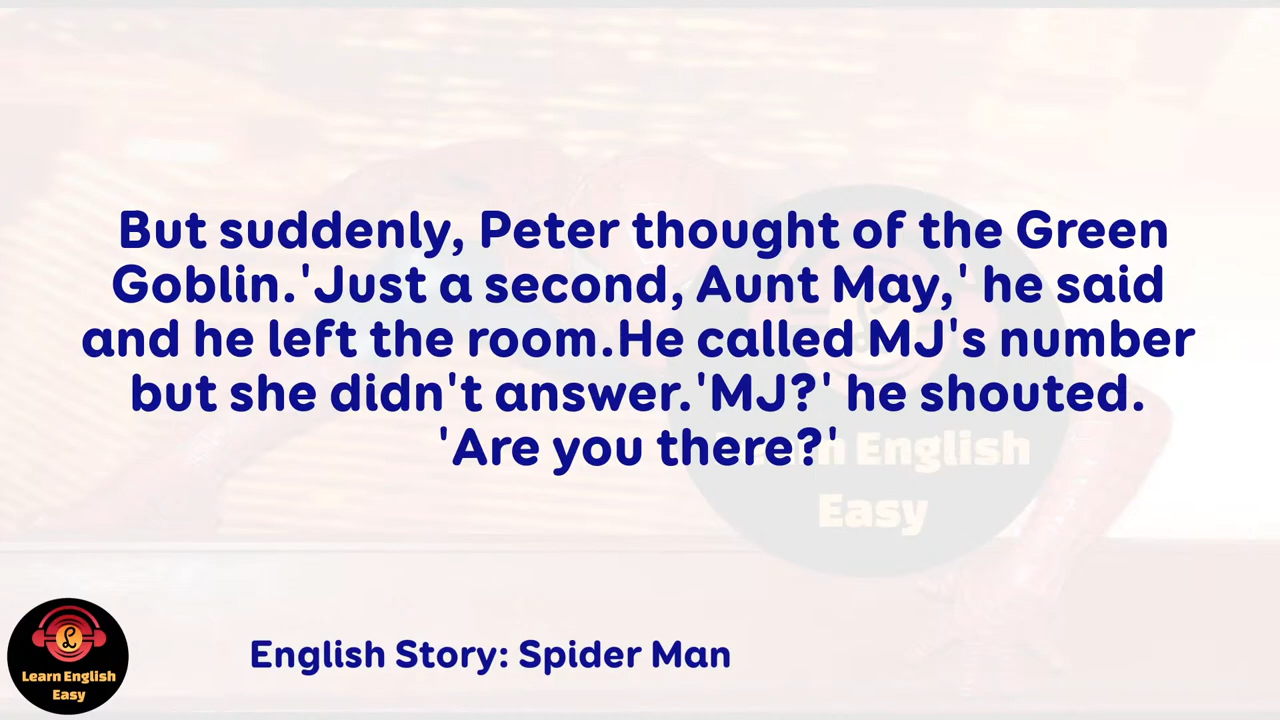 But suddenly, Peter thought of the Green
Goblin.'Just a second, Aunt May,' he said
and he left the room.He called MJ's number
but she didn't answer.'MJ?' he shouted.
'Are you there?'
Learn English
Easy
English Story: Spider Man
Learn English
Easy